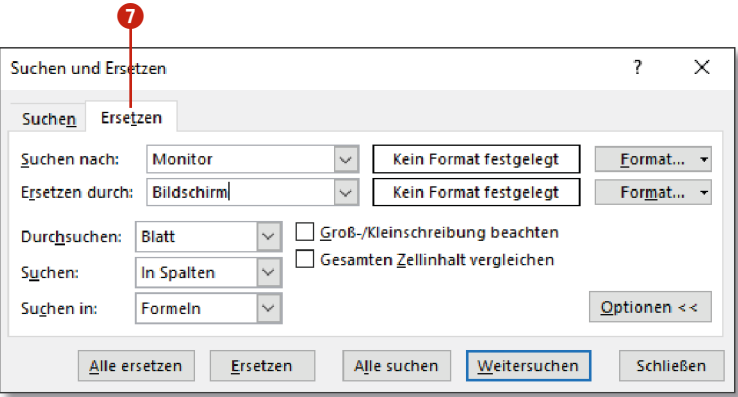 7
Suchen und Ersetzen ?
Suchen Ersetzen
Suchen nach: Monitor Kein Format festgelegt Format...
Ersetzen durch: Bildschirm Kein Format festgelegt Format...
Durchsuchen: Blatt Groß-/Kleinschreibung beachten
Suchen: In Spalten Gesamten Zellinhalt vergleichen
Suchen in: Formeln Optionen <<
Alle ersetzen Ersetzen Alle suchen Weitersuchen Schließen